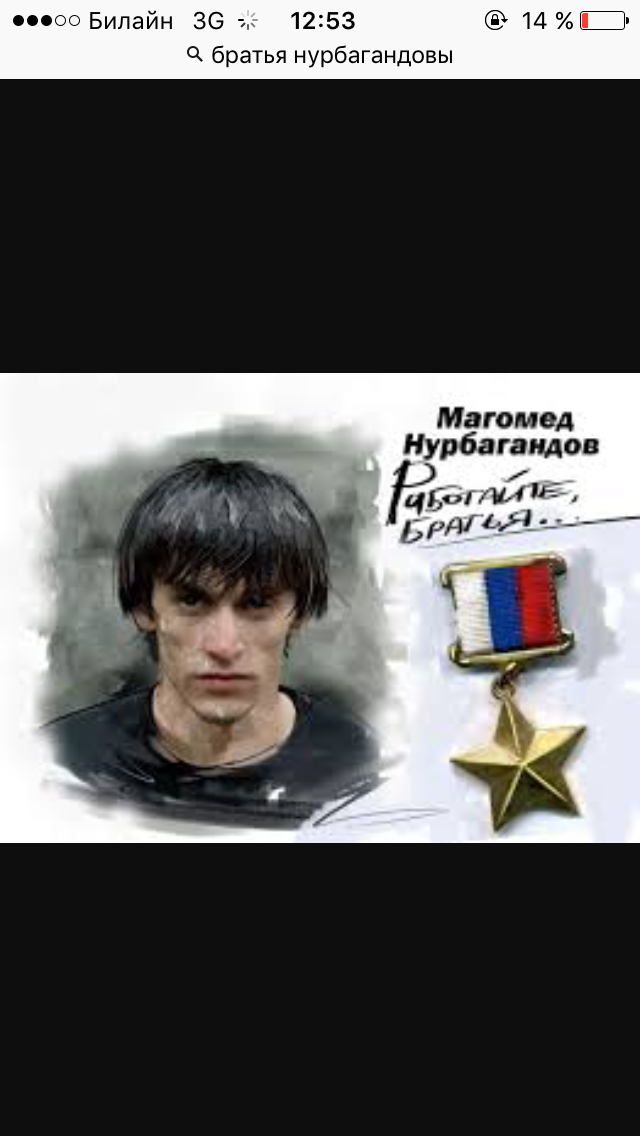 Билайн 3G 12:53 14 %
братья нурбагандовы
Магомед
Нурбагандов
Работайте,
БРАТЬЯ...